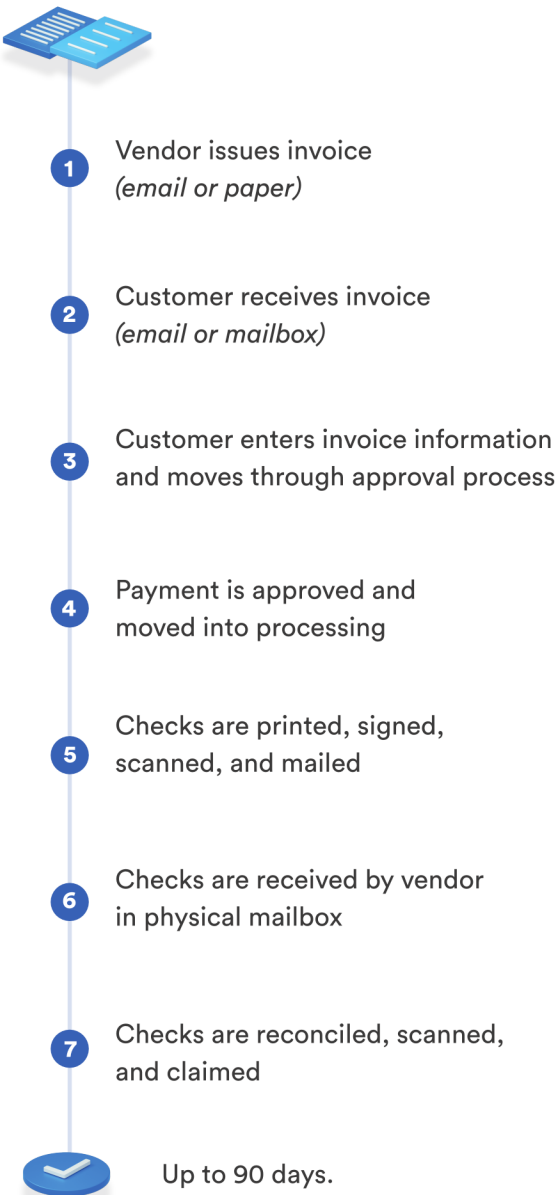 1
Vendor issues invoice
(email or paper)
2
Customer receives invoice
(email or mailbox)
3
Customer enters invoice information
and moves through approval process
4
Payment is approved and
moved into processing
5
Checks are printed, signed,
scanned, and mailed
6
Checks are received by vendor
in physical mailbox
7
Checks are reconciled, scanned,
and claimed
Up to 90 days.